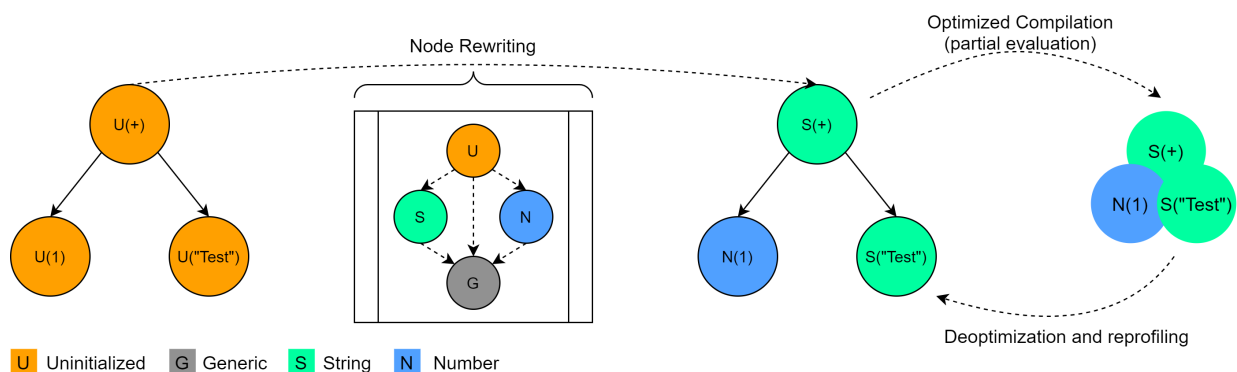 Optimized Compilation
(partial evaluation)
Node Rewriting
U(+)
U(1)
U("Test")
U
S
N
G
S(+)
N(1)
S("Test")
S(+)
N(1)
S("Test")
Deoptimization and reprofiling
U Uninitialized
G Generic
S String
N Number